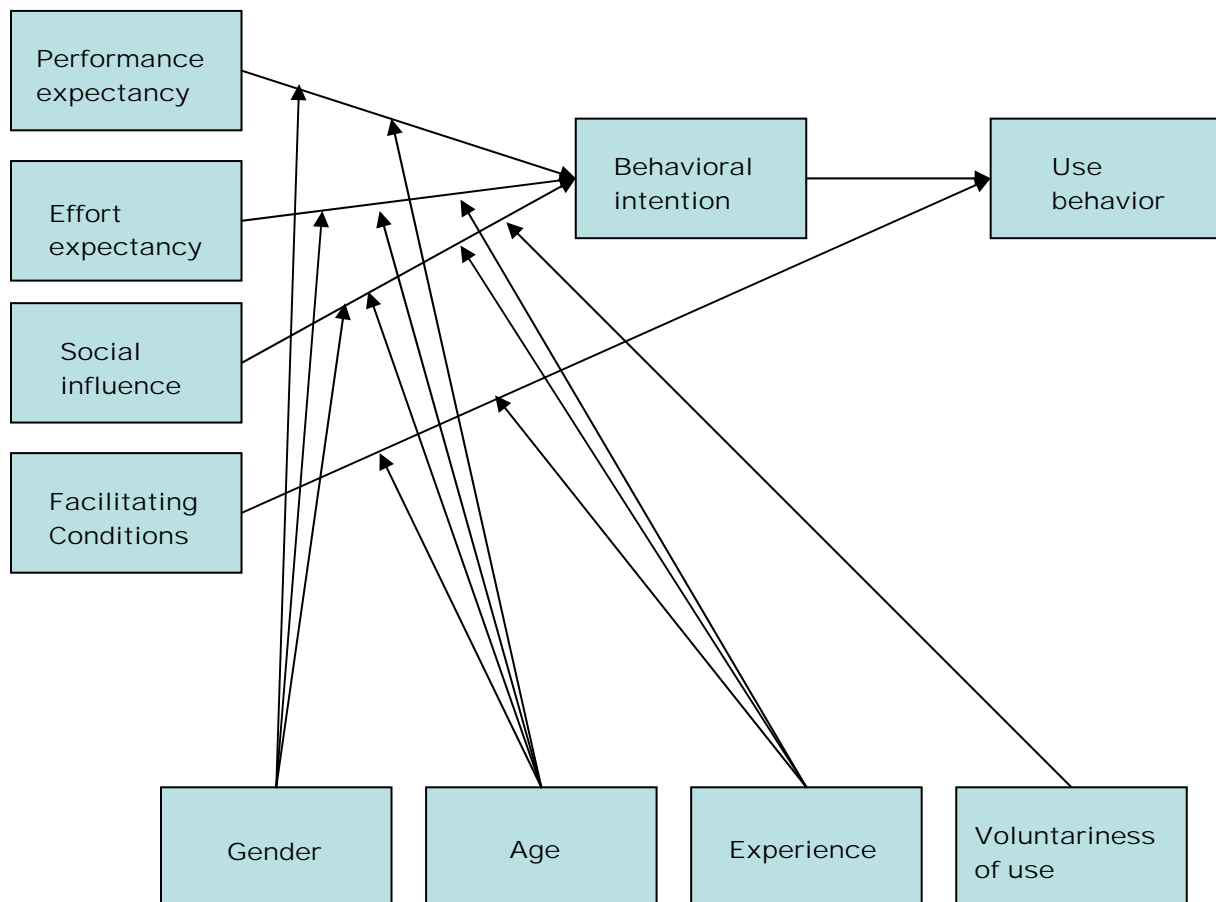 Performance
expectancy
Effort
expectancy
Social
influence
Facilitating
Conditions
Behavioral
intention
Use
behavior
Gender
Age
Experience
Voluntariness
of use